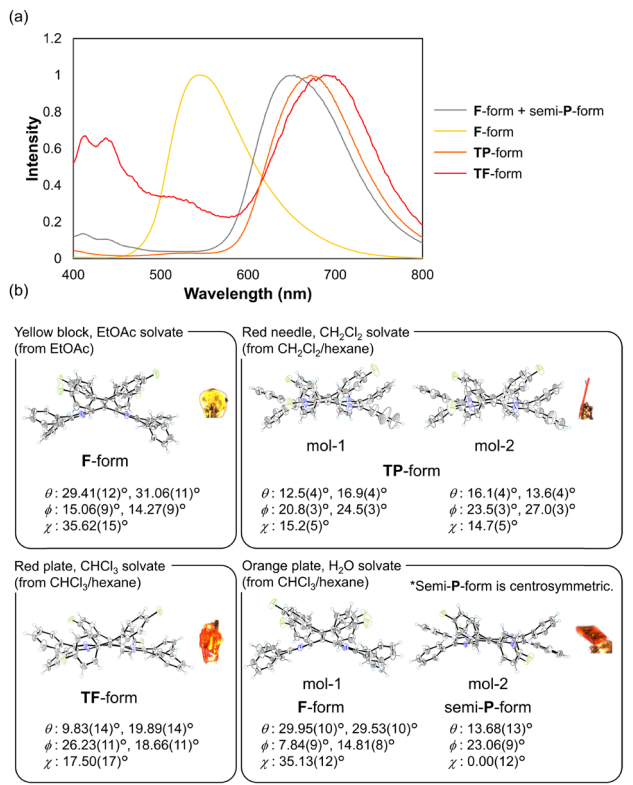 (a)
1.2
1
0.8
0.6
0.4
0.2
0
Intensity
400 500 600 700 800
Wavelength (nm)
F-form + semi-P-form
F-form
TP-form
TF-form
(b)
Yellow block, EtOAc solvate
(from EtOAc)
F-form
θ : 29.41(12)º, 31.06(11)º
ϕ : 15.06(9)º, 14.27(9)º
χ : 35.62(15)º
Red needle, CH₂Cl₂ solvate
(from CH₂Cl₂/hexane)
mol-1 mol-2
TP-form
θ : 12.5(4)º, 16.9(4)º θ : 16.1(4)º, 13.6(4)º
ϕ : 20.8(3)º, 24.5(3)º ϕ : 23.5(3)º, 27.0(3)º
χ : 15.2(5)º χ : 14.7(5)º
Red plate, CHCl₃ solvate
(from CHCl₃/hexane)
TF-form
θ : 9.83(14)º, 19.89(14)º
ϕ : 26.23(11)º, 18.66(11)º
χ : 17.50(17)º
Orange plate, H₂O solvate
(from CHCl₃/hexane)
*Semi-P-form is centrosymmetric.
mol-1 mol-2
F-form semi-P-form
θ : 29.95(10)º, 29.53(10)º θ : 13.68(13)º
ϕ : 7.84(9)º, 14.81(8)º ϕ : 23.06(9)º
χ : 35.13(12)º χ : 0.00(12)º